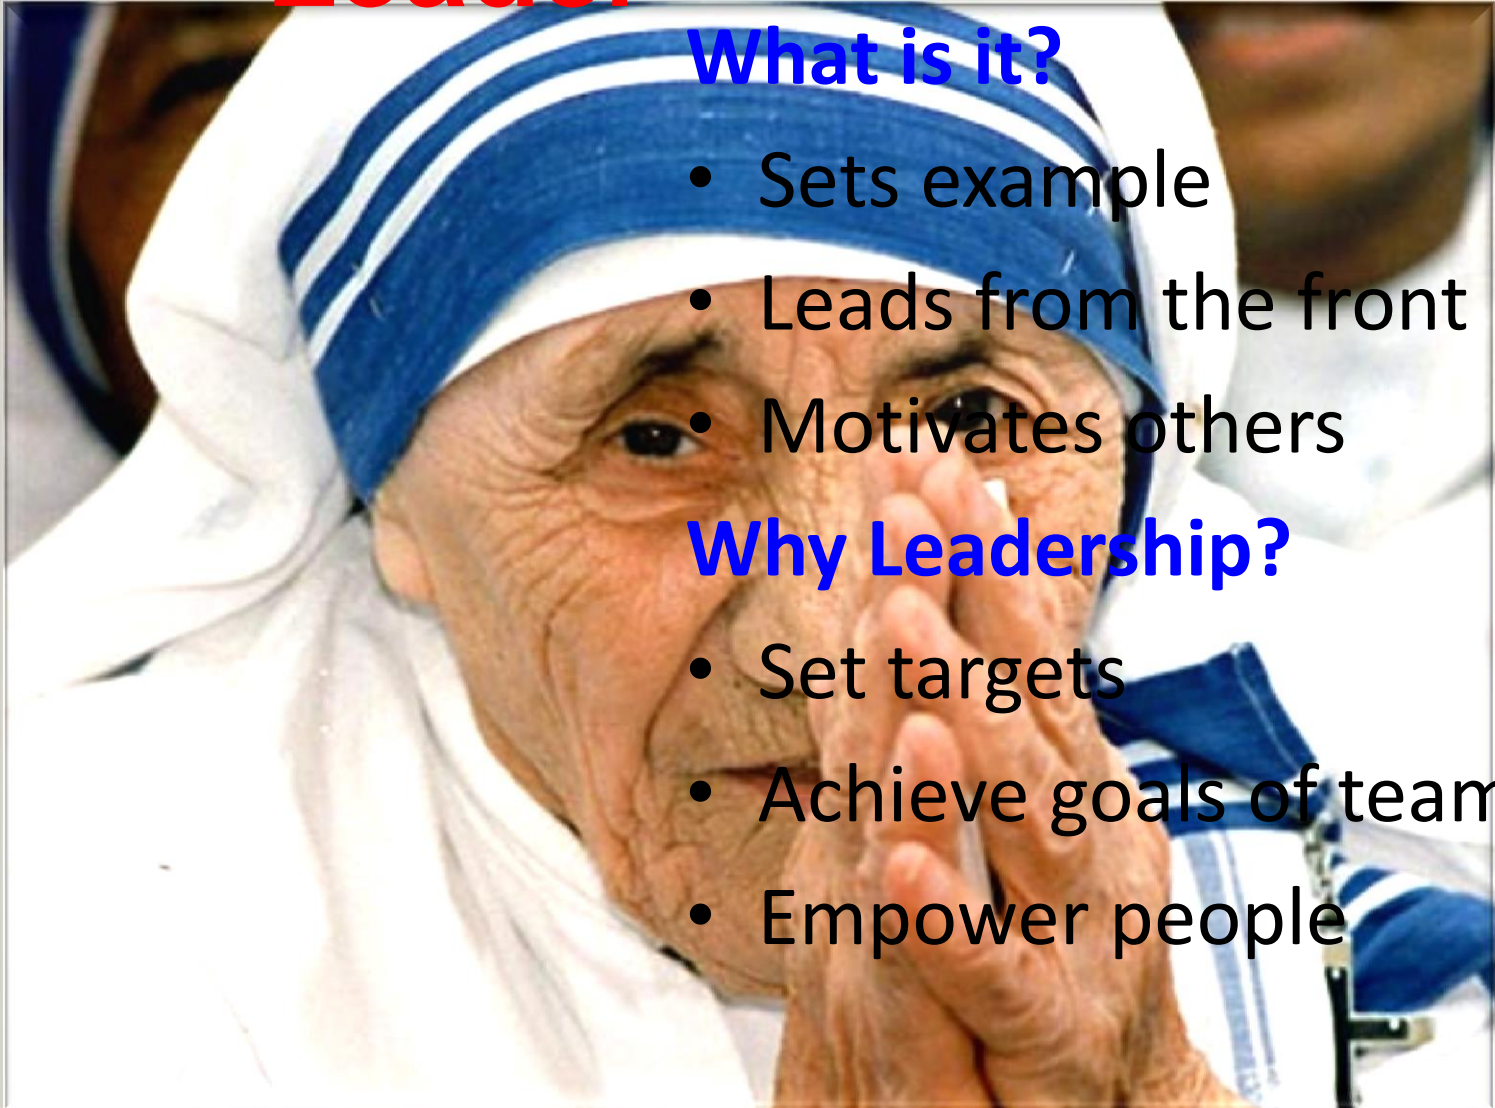 Leader
What is it?
• Sets example
• Leads from the front
• Motivates others
Why Leadership?
• Set targets
• Achieve goals of team
• Empower people